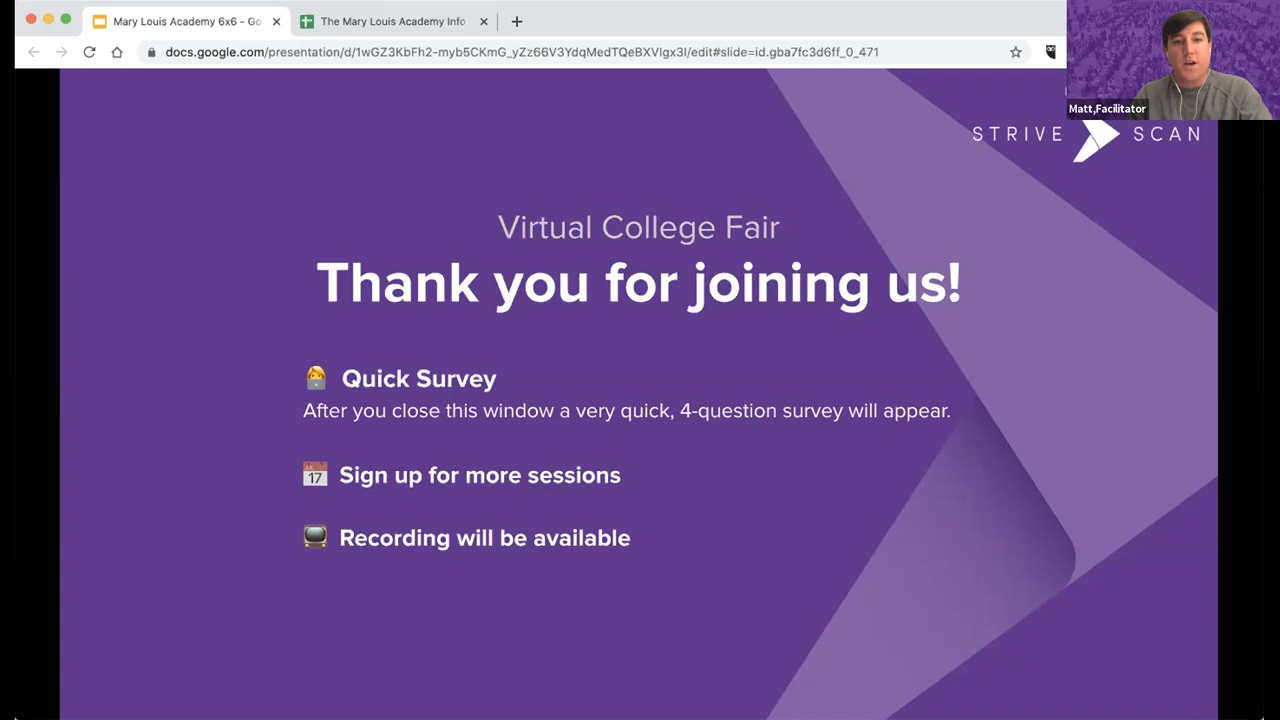 Mary Louis Academy 6x6 - Go
The Mary Louis Academy Info
docs.google.com/presentation/d/1wGZ3KbFh2-myb5CKmG_yZz66V3YdqMedTQeBXVlgx3I/edit#slide=id.gba7fc3d6ff_0_471
Matt,Facilitator
STRIVE SCAN
Virtual College Fair
Thank you for joining us!
Quick Survey
After you close this window a very quick, 4-question survey will appear.
JUL
17
Sign up for more sessions
Recording will be available